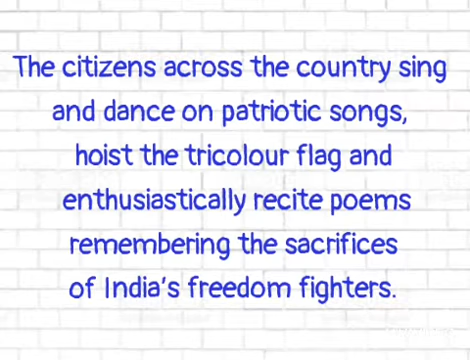 The citizens across the country sing
and dance on patriotic songs,
hoist the tricolour flag and
enthusiastically recite poems
remembering the sacrifices
of India's freedom fighters.